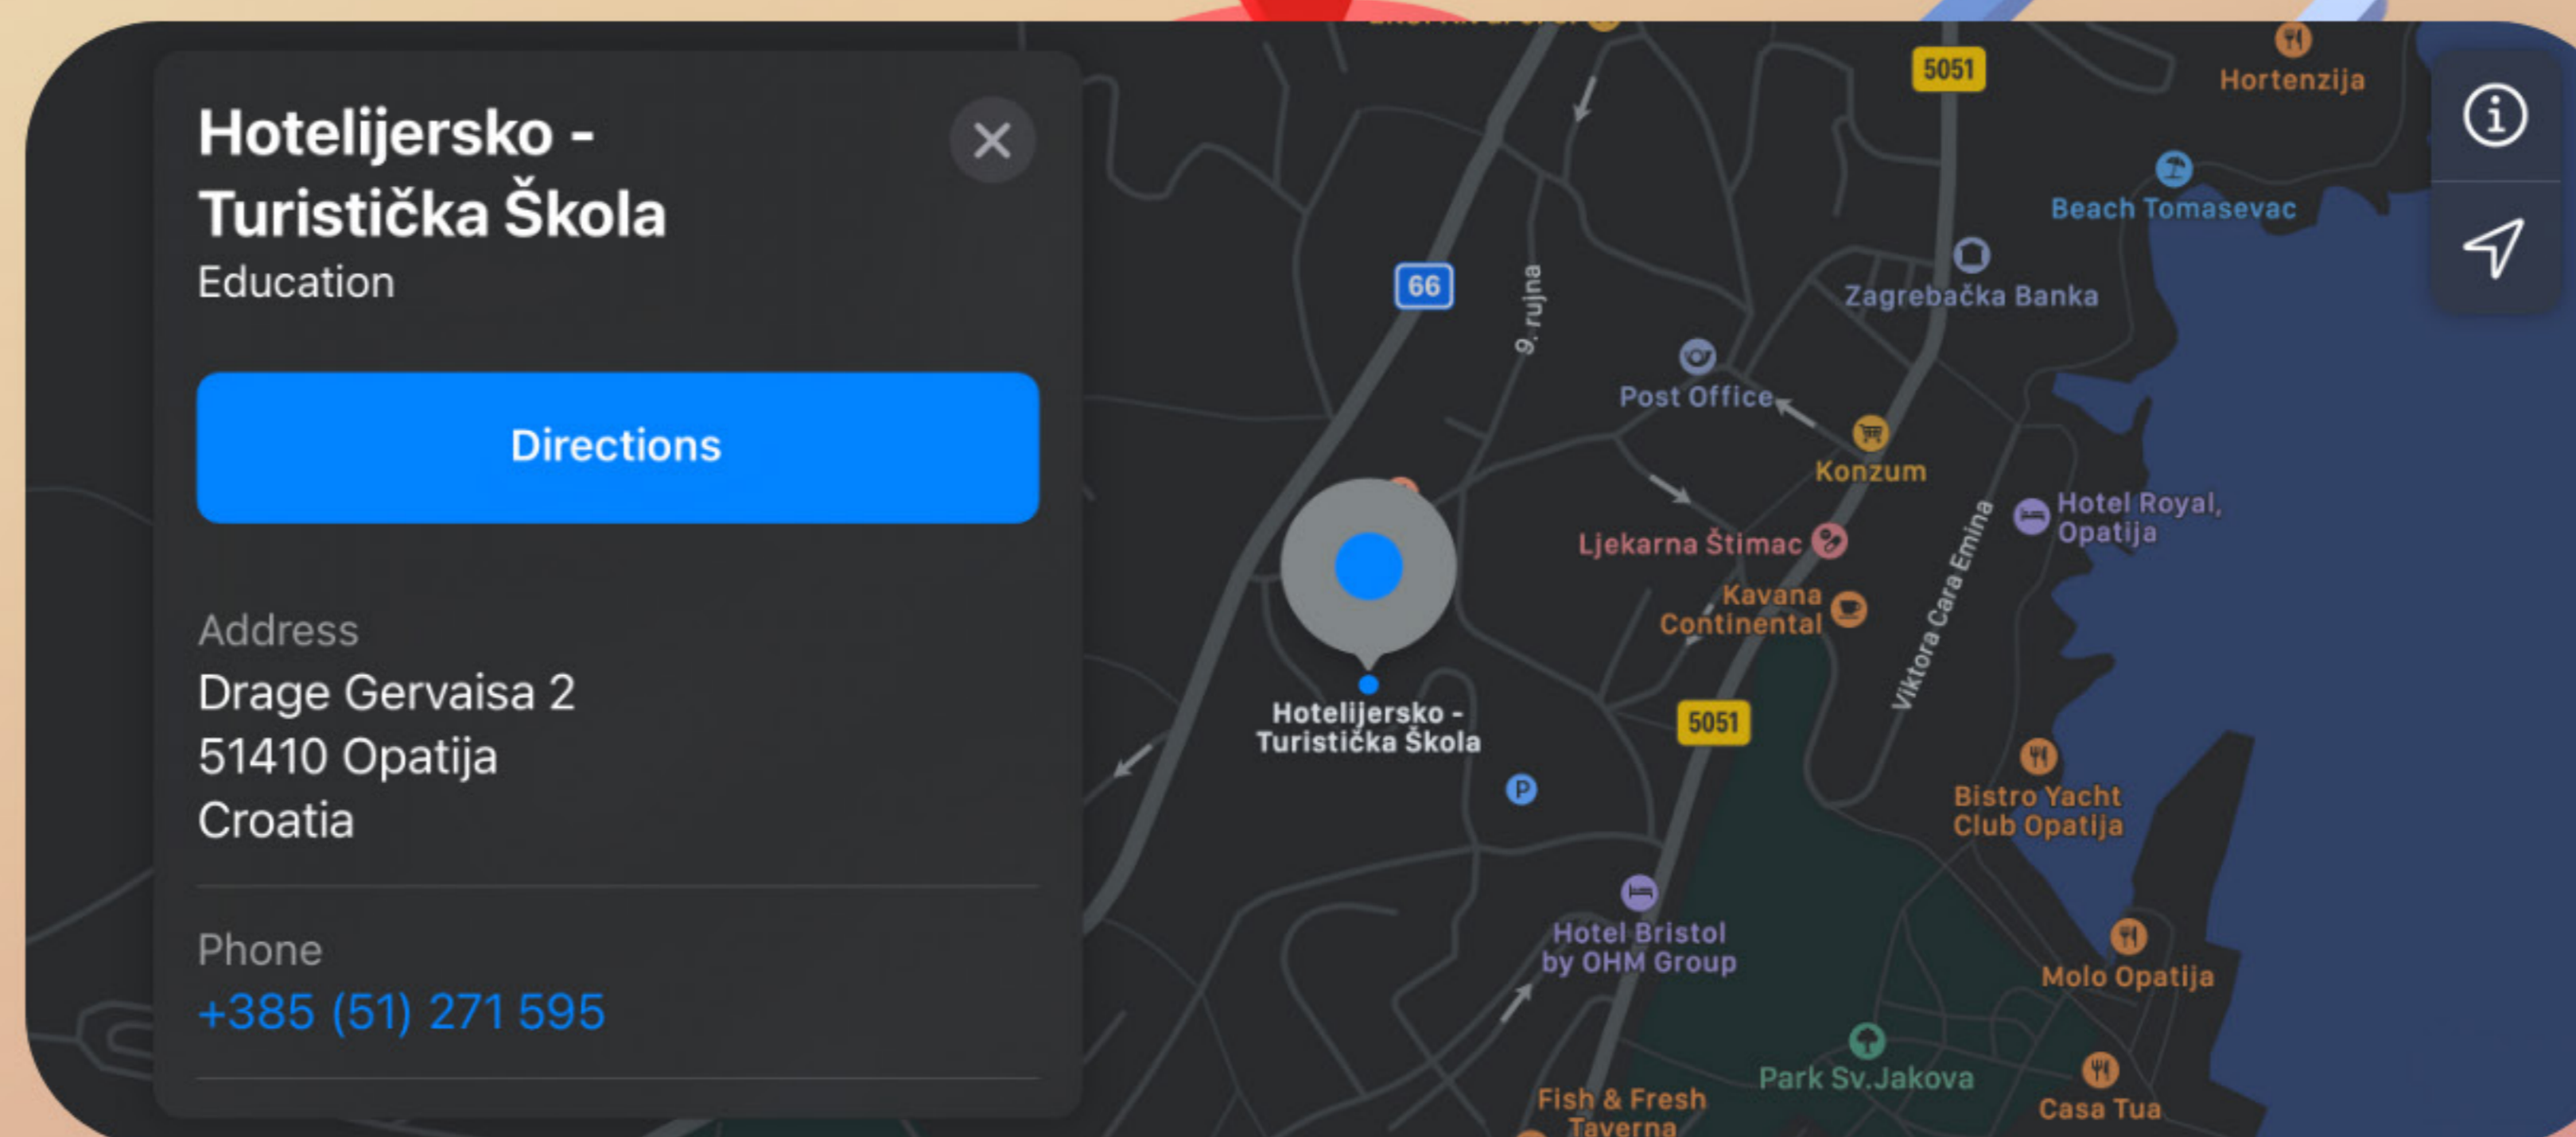 Hotelijersko -
Turistička Škola
Education
Directions
Address
Drage Gervaisa 2
51410 Opatija
Croatia
Phone
+385 (51) 271 595
5051
Hortenzija
Beach Tomasevac
66
9. rujna
Zagrebačka Banka
Post Office
Konzum
Hotel Royal,
Opatija
Ljekarna Štimac
Kavana
Continental
Viktora Cara Emina
Hotelijersko -
Turistička Škola
5051
P
Bistro Yacht
Club Opatija
Hotel Bristol
by OHM Group
Molo Opatija
Park Sv.Jakova
Casa Tua
Fish & Fresh
Taverna